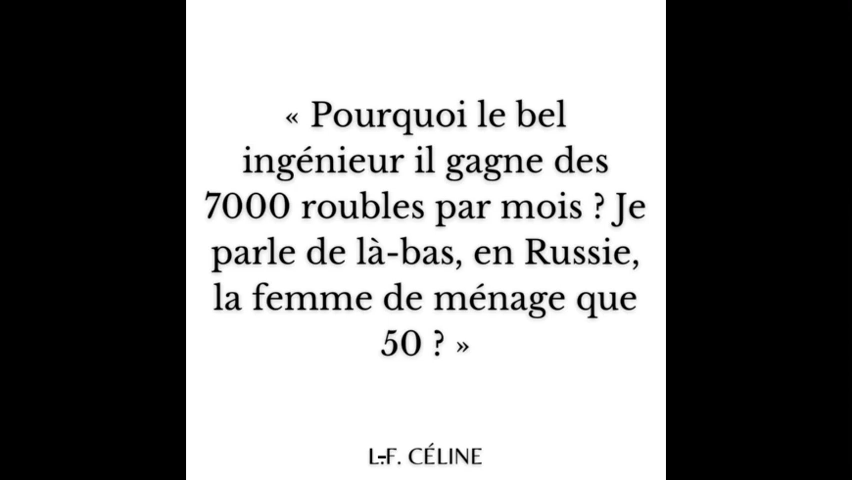 « Pourquoi le bel
ingénieur il gagne des
7000 roubles par mois ? Je
parle de là-bas, en Russie,
la femme de ménage que
50 ? »
L.-F. CÉLINE